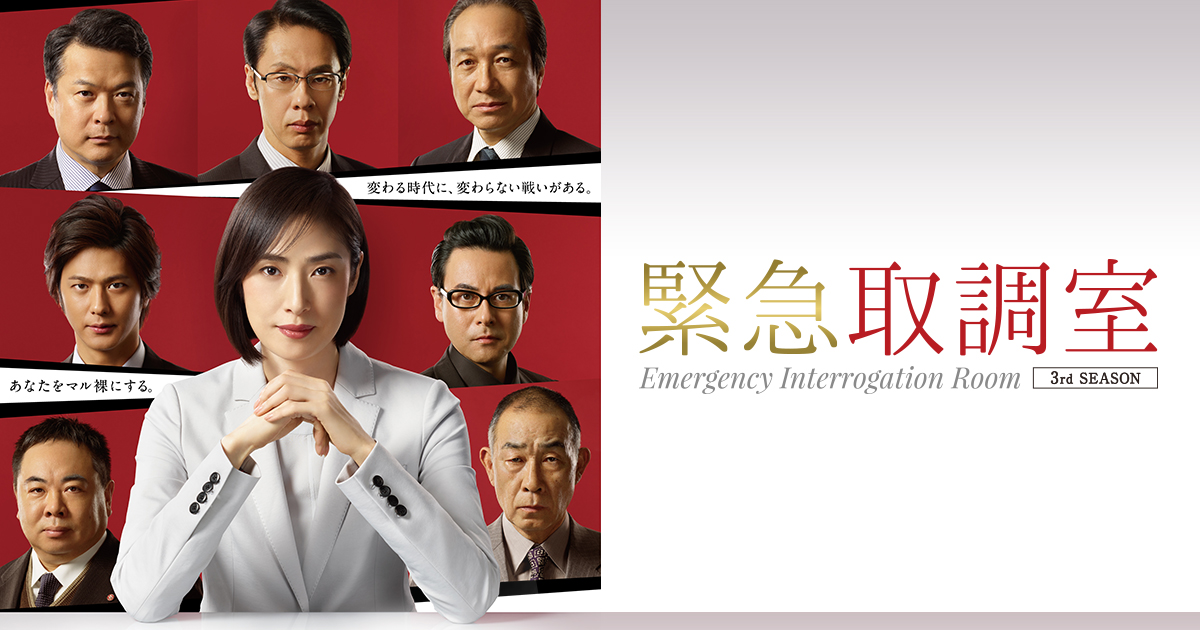 変わる時代に、変わらない戦いがある。
あなたをマル裸にする。
緊急取調室
Emergency Interrogation Room 3rd SEASON